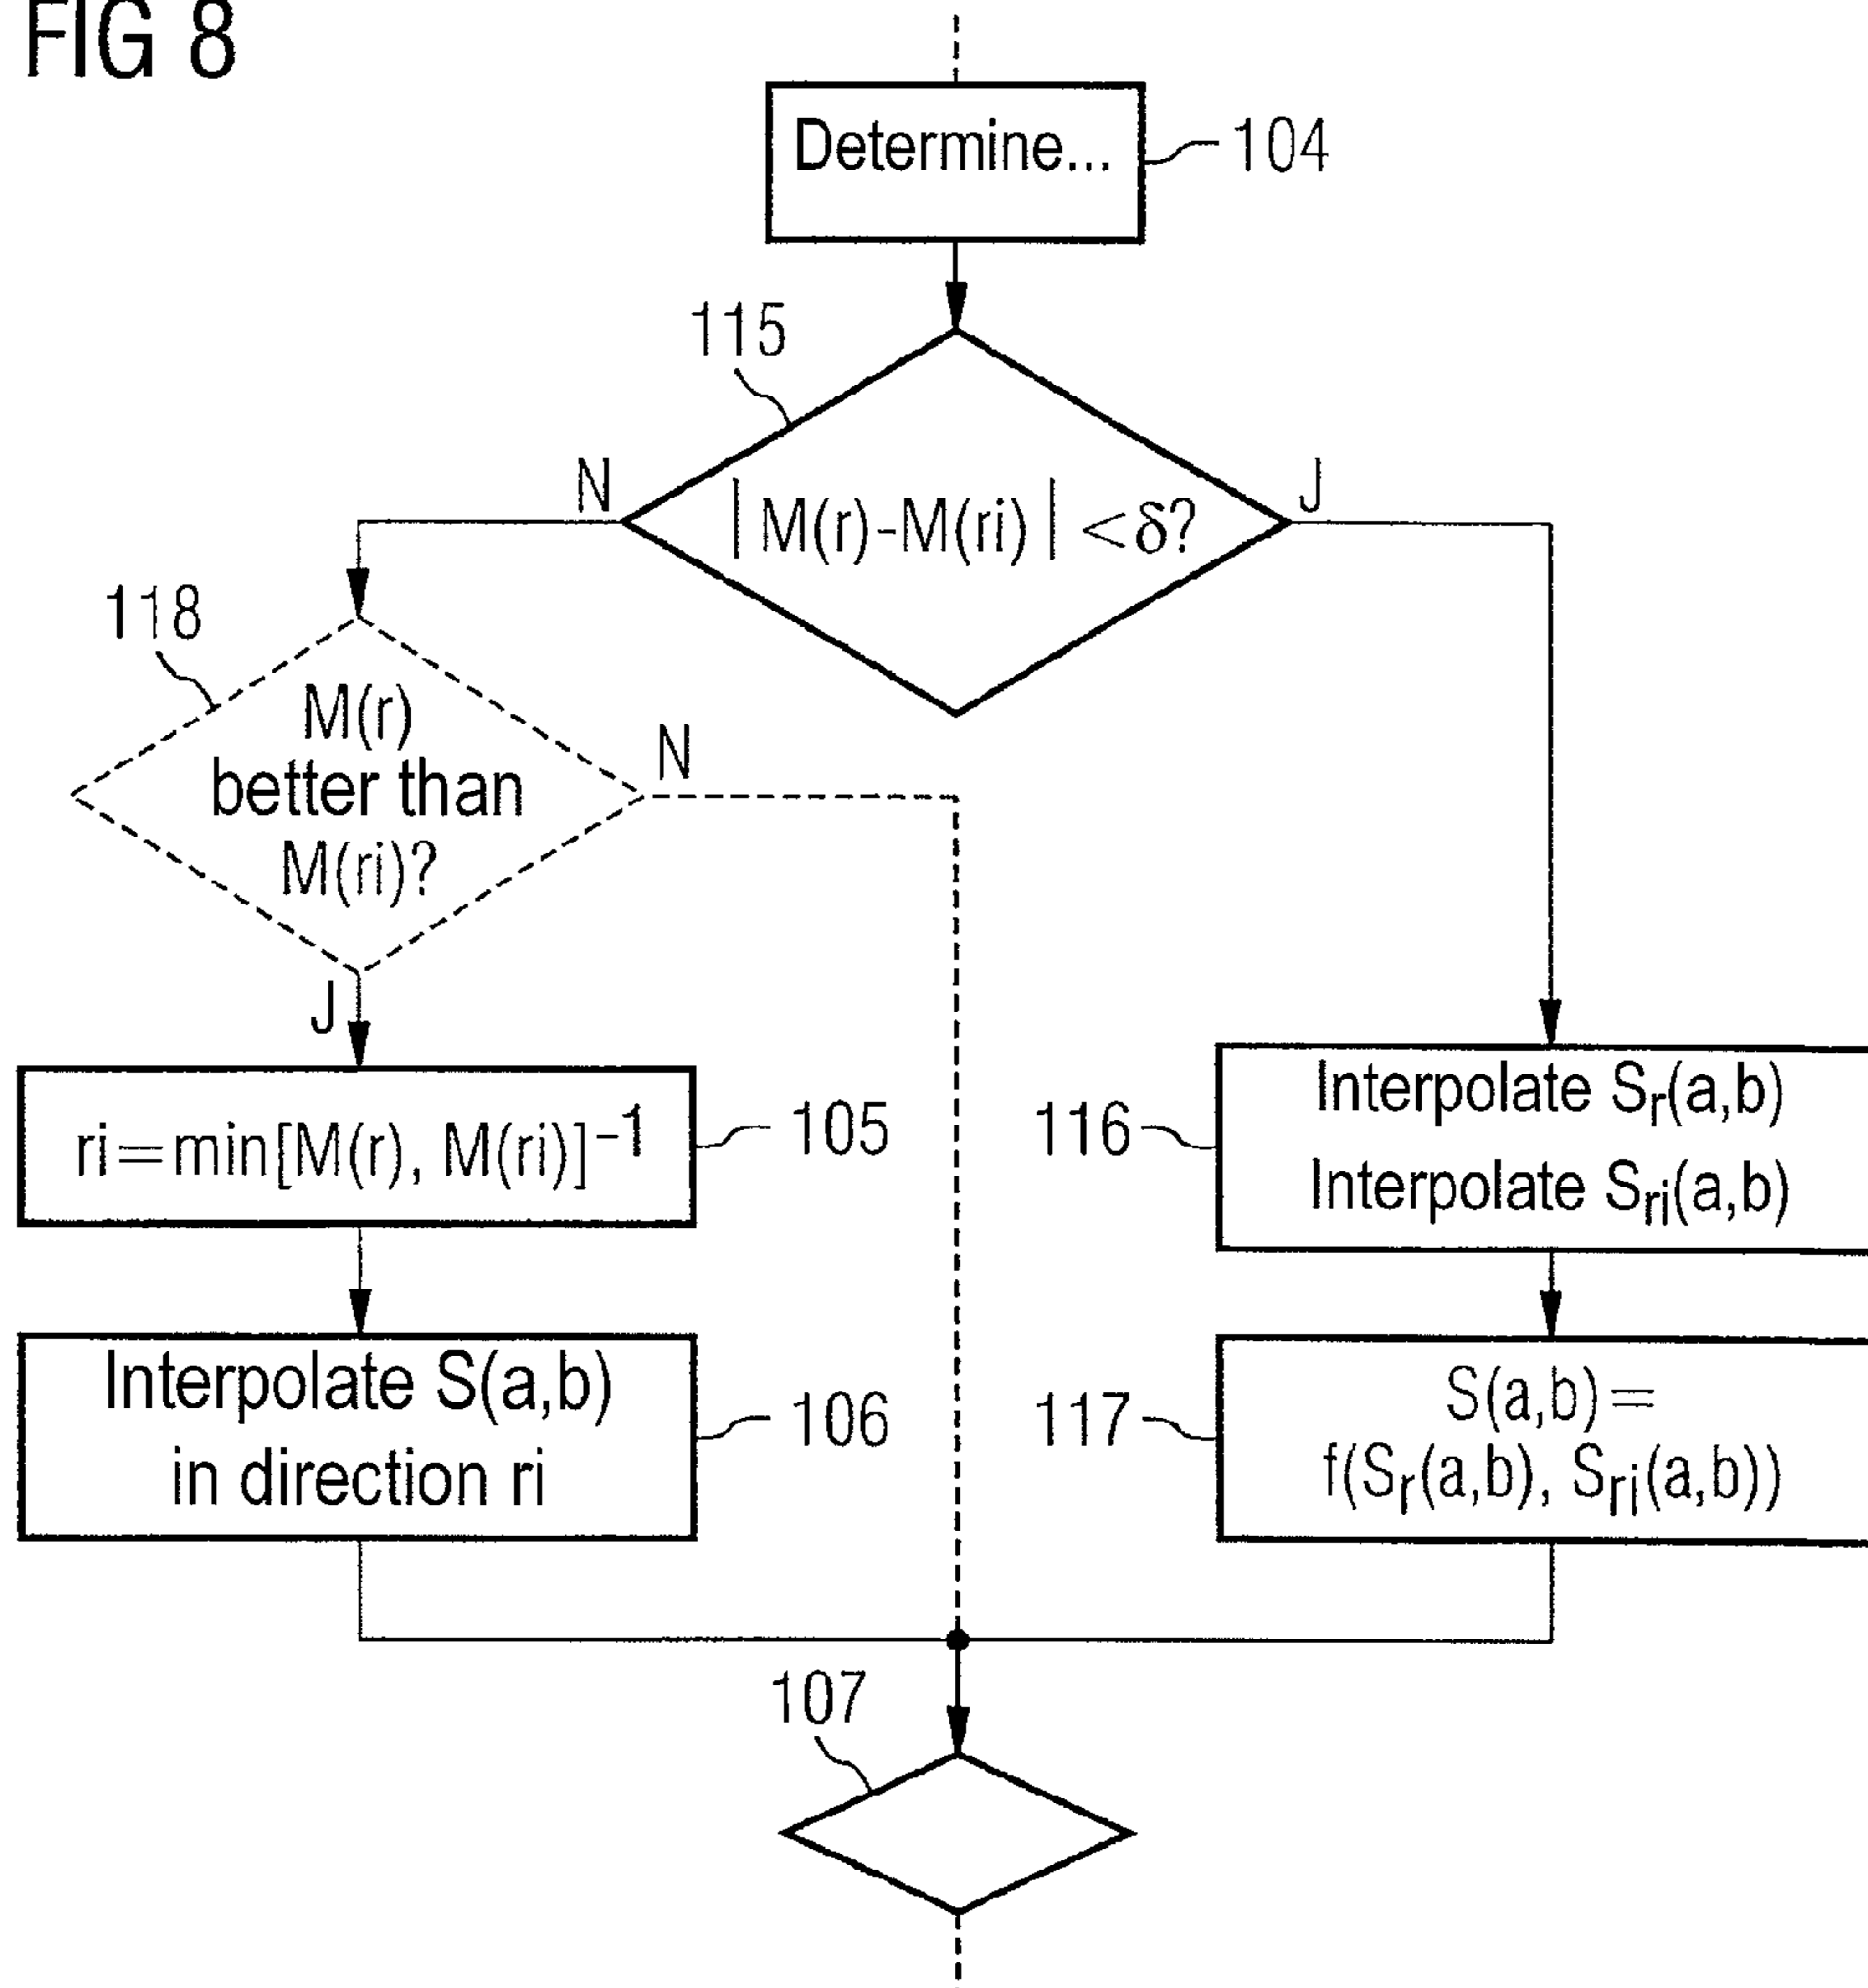 FIG 8
Determine...
104
115
N
|M(r)-M(ri)|<δ?
J
118
M(r)
better than
M(ri)?
N
J
ri=min[M(r), M(ri)]⁻¹
105
116
Interpolate Sᵣ(a,b)
Interpolate Sᵣᵢ(a,b)
Interpolate S(a,b)
in direction ri
106
117
S(a,b)=
f(Sᵣ(a,b), Sᵣᵢ(a,b))
107